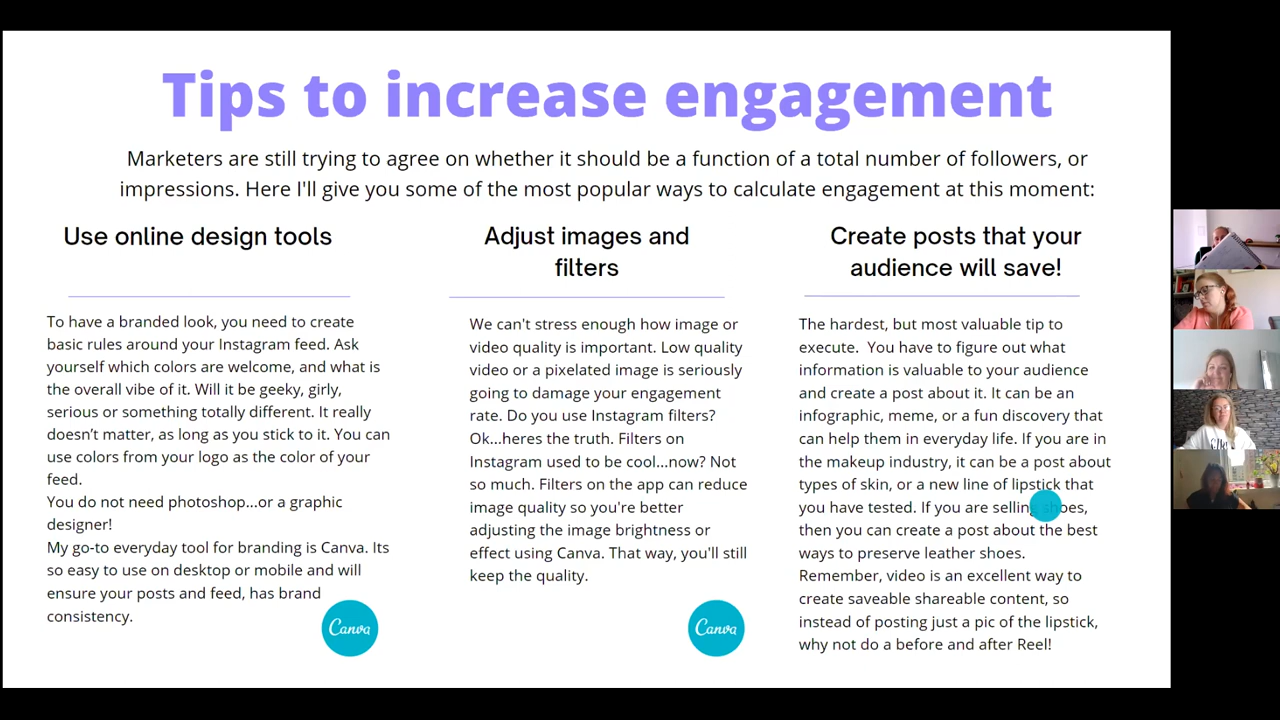 Tips to increase engagement
Marketers are still trying to agree on whether it should be a function of a total number of followers, or
impressions. Here I'll give you some of the most popular ways to calculate engagement at this moment:
Use online design tools
To have a branded look, you need to create
basic rules around your Instagram feed. Ask
yourself which colors are welcome, and what is
the overall vibe of it. Will it be geeky, girly,
serious or something totally different. It really
doesn't matter, as long as you stick to it. You can
use colors from your logo as the color of your
feed.
You do not need photoshop...or a graphic
designer!
My go-to everyday tool for branding is Canva. Its
so easy to use on desktop or mobile and will
ensure your posts and feed, has brand
consistency.
Canva
Adjust images and
filters
We can't stress enough how image or
video quality is important. Low quality
video or a pixelated image is seriously
going to damage your engagement
rate. Do you use Instagram filters?
Ok...heres the truth. Filters on
Instagram used to be cool...now? Not
so much. Filters on the app can reduce
image quality so you're better
adjusting the image brightness or
effect using Canva. That way, you'll still
keep the quality.
Canva
Create posts that your
audience will save!
The hardest, but most valuable tip to
execute. You have to figure out what
information is valuable to your audience
and create a post about it. It can be an
infographic, meme, or a fun discovery that
can help them in everyday life. If you are in
the makeup industry, it can be a post about
types of skin, or a new line of lipstick that
you have tested. If you are selling shoes,
then you can create a post about the best
ways to preserve leather shoes.
Remember, video is an excellent way to
create saveable shareable content, so
instead of posting just a pic of the lipstick,
why not do a before and after Reel!